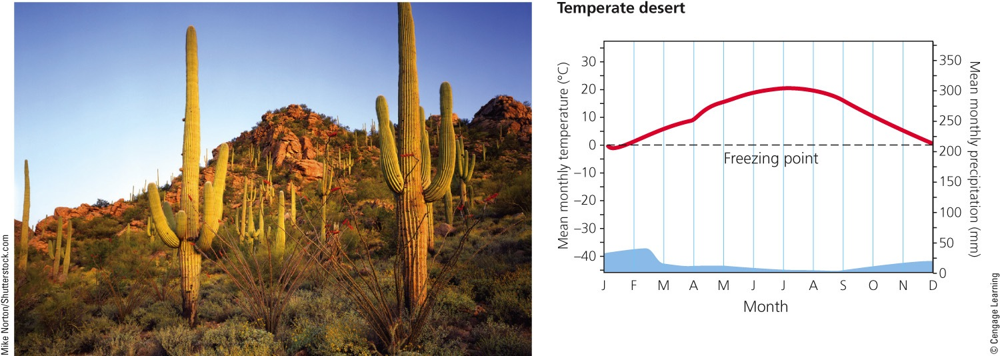 Mike Norton/Shutterstock.com
Temperate desert
Mean monthly temperature (°C)
30
20
10
0
–10
–20
–30
–40
Freezing point
350
300
250
200
150
100
50
0
Mean monthly precipitation (mm)
J F M A M J J A S O N D
Month
© Cengage Learning